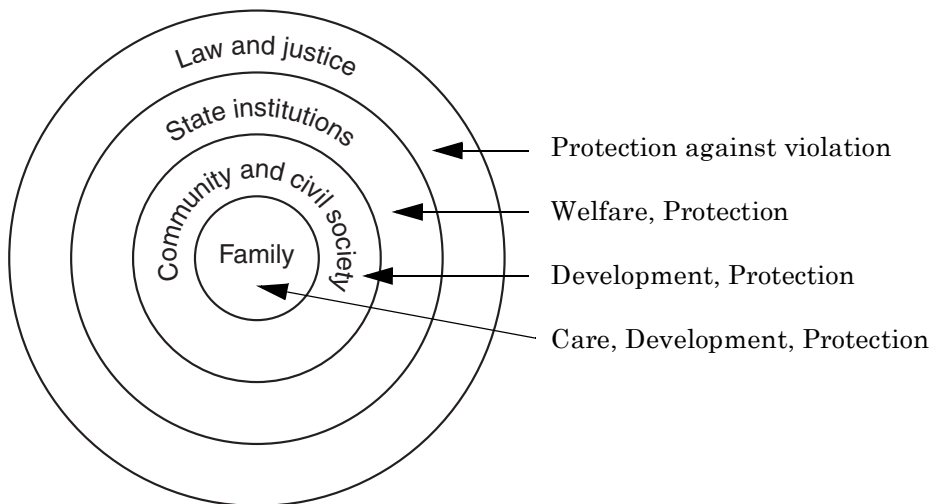 Law and justice
State institutions
Community and civil society
Family
Protection against violation
Welfare, Protection
Development, Protection
Care, Development, Protection